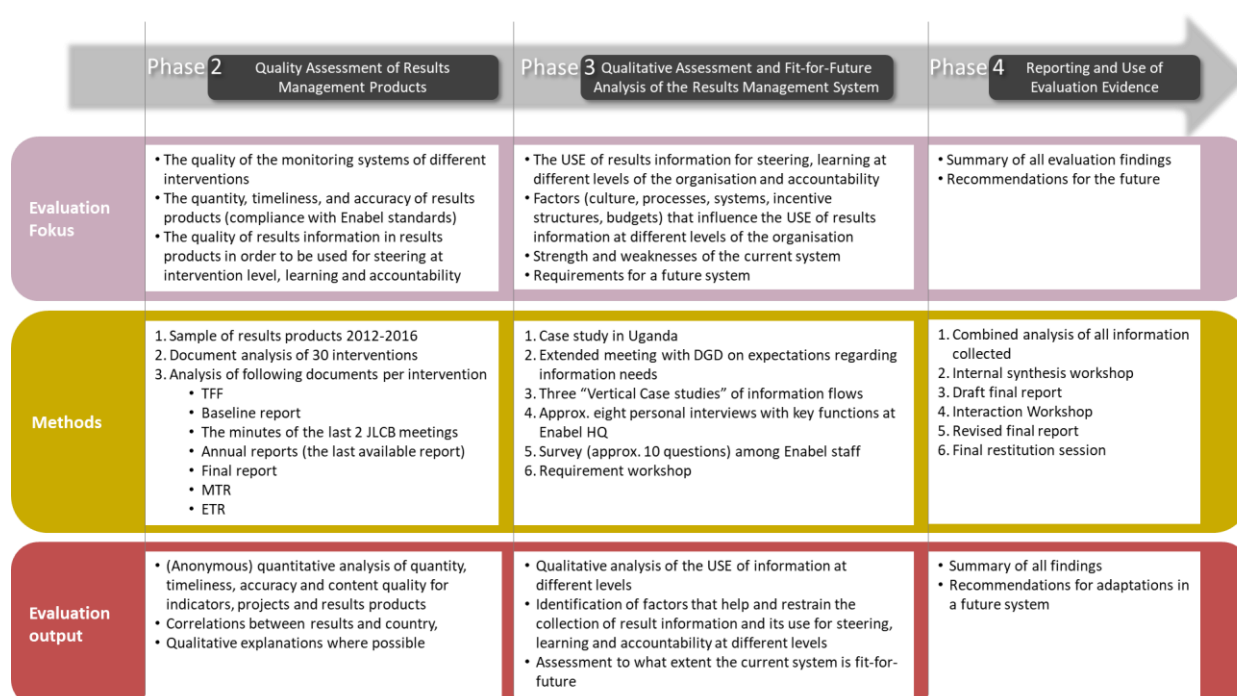 Phase 2
Quality Assessment of Results
Management Products
Phase 3
Qualitative Assessment and Fit-for-Future
Analysis of the Results Management System
Phase 4
Reporting and Use of
Evaluation Evidence
Evaluation
Fokus
• The quality of the monitoring systems of different
interventions
• The quantity, timeliness, and accuracy of results
products (compliance with Enabel standards)
• The quality of results information in results
products in order to be used for steering at
intervention level, learning and accountability
• The USE of results information for steering, learning at
different levels of the organisation and accountability
• Factors (culture, processes, systems, incentive
structures, budgets) that influence the USE of results
information at different levels of the organisation
• Strength and weaknesses of the current system
• Requirements for a future system
• Summary of all evaluation findings
• Recommendations for the future
Methods
1. Sample of results products 2012-2016
2. Document analysis of 30 interventions
3. Analysis of following documents per intervention
• TFF
• Baseline report
• The minutes of the last 2 JLCB meetings
• Annual reports (the last available report)
• Final report
• MTR
• ETR
1. Case study in Uganda
2. Extended meeting with DGD on expectations regarding
information needs
3. Three “Vertical Case studies” of information flows
4. Approx. eight personal interviews with key functions at
Enabel HQ
5. Survey (approx. 10 questions) among Enabel staff
6. Requirement workshop
1. Combined analysis of all information
collected
2. Internal synthesis workshop
3. Draft final report
4. Interaction Workshop
5. Revised final report
6. Final restitution session
Evaluation
output
• (Anonymous) quantitative analysis of quantity,
timeliness, accuracy and content quality for
indicators, projects and results products
• Correlations between results and country,
• Qualitative explanations where possible
• Qualitative analysis of the USE of information at
different levels
• Identification of factors that help and restrain the
collection of result information and its use for steering,
learning and accountability at different levels
• Assessment to what extent the current system is fit-for-
future
• Summary of all findings
• Recommendations for adaptations in
a future system